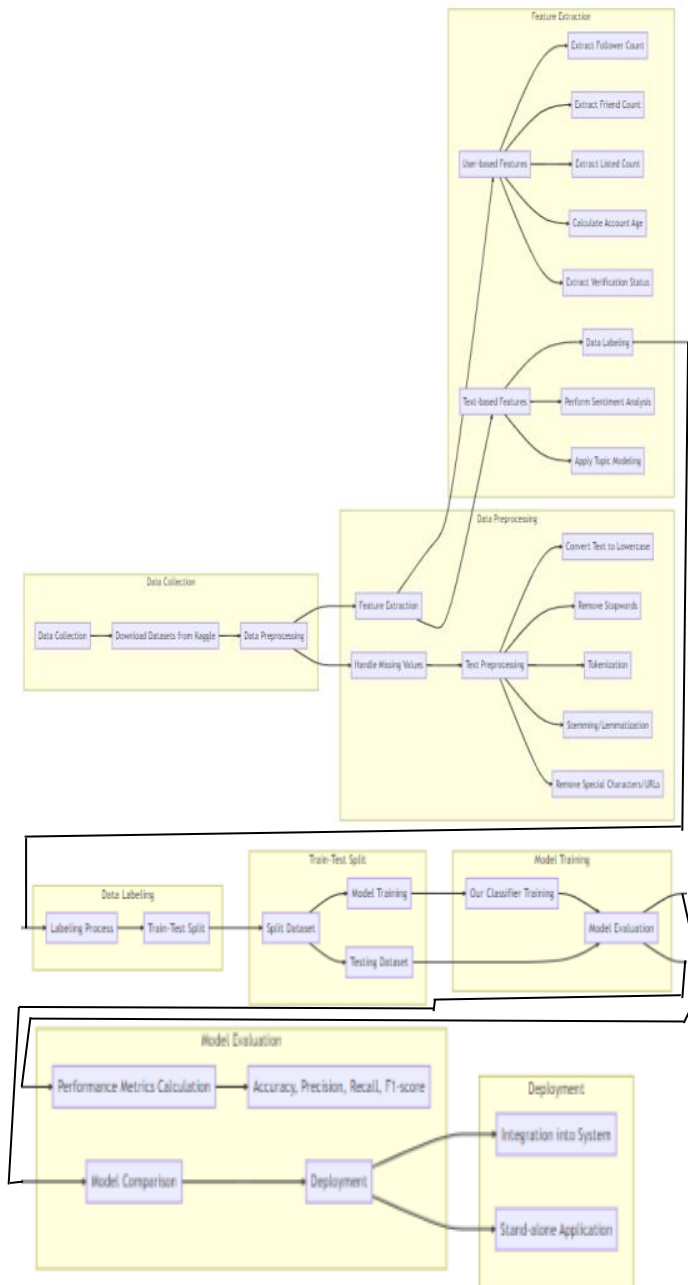 Feature Extraction
Extract Follower Count
Extract Friend Count
User-based Features
Extract Listed Count
Calculate Account Age
Extract Verification Status
Data Labeling
Text-based Features
Perform Sentiment Analysis
Apply Topic Modeling
Data Preprocessing
Convert Text to Lowercase
Data Collection
Feature Extraction
Remove Stopwords
Data Collection
Download Datasets from Kaggle
Data Preprocessing
Handle Missing Values
Text Preprocessing
Tokenization
Stemming/Lemmatization
Remove Special Characters/URLs
Train-Test Split
Model Training
Data Labeling
Model Training
Our Classifier Training
Labeling Process
Train-Test Split
Split Dataset
Model Evaluation
Testing Dataset
Model Evaluation
Performance Metrics Calculation
Accuracy, Precision, Recall, F1-score
Deployment
Integration into System
Model Comparison
Deployment
Stand-alone Application